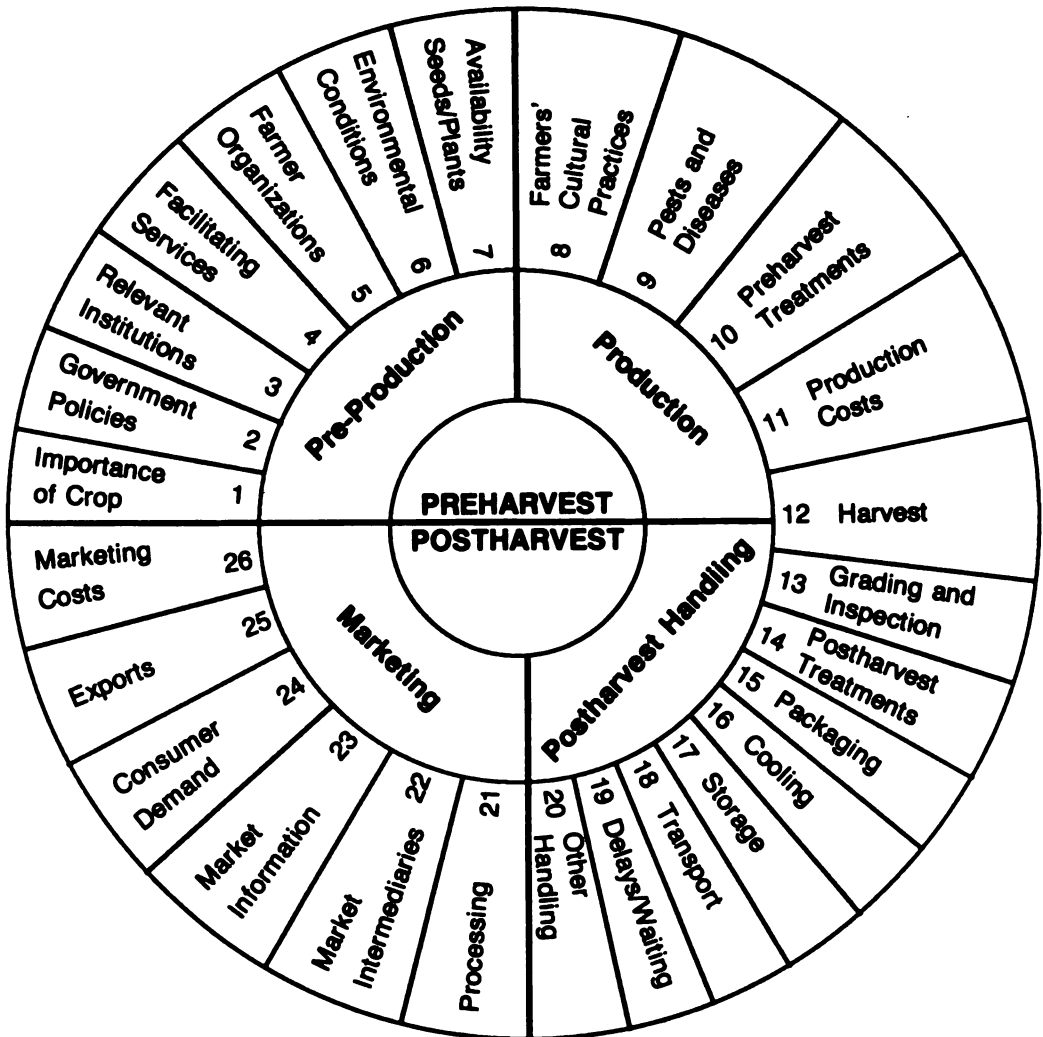 PREHARVEST
POSTHARVEST
Pre-Production
Production
Postharvest Handling
Marketing
1
Importance
of Crop
2
Government
Policies
3
Relevant
Institutions
4
Facilitating
Services
5
Farmer
Organizations
6
Environmental
Conditions
7
Availability
Seeds/Plants
8
Farmers'
Cultural
Practices
9
Pests and
Diseases
10
Preharvest
Treatments
11
Production
Costs
12 Harvest
13 Grading and
Inspection
14 Postharvest
Treatments
15 Packaging
16 Cooling
17 Storage
18 Transport
19 Delays/Waiting
20 Other
Handling
21
Processing
22
Market
Intermediaries
23
Market
Information
24
Consumer
Demand
25
Exports
26
Marketing
Costs